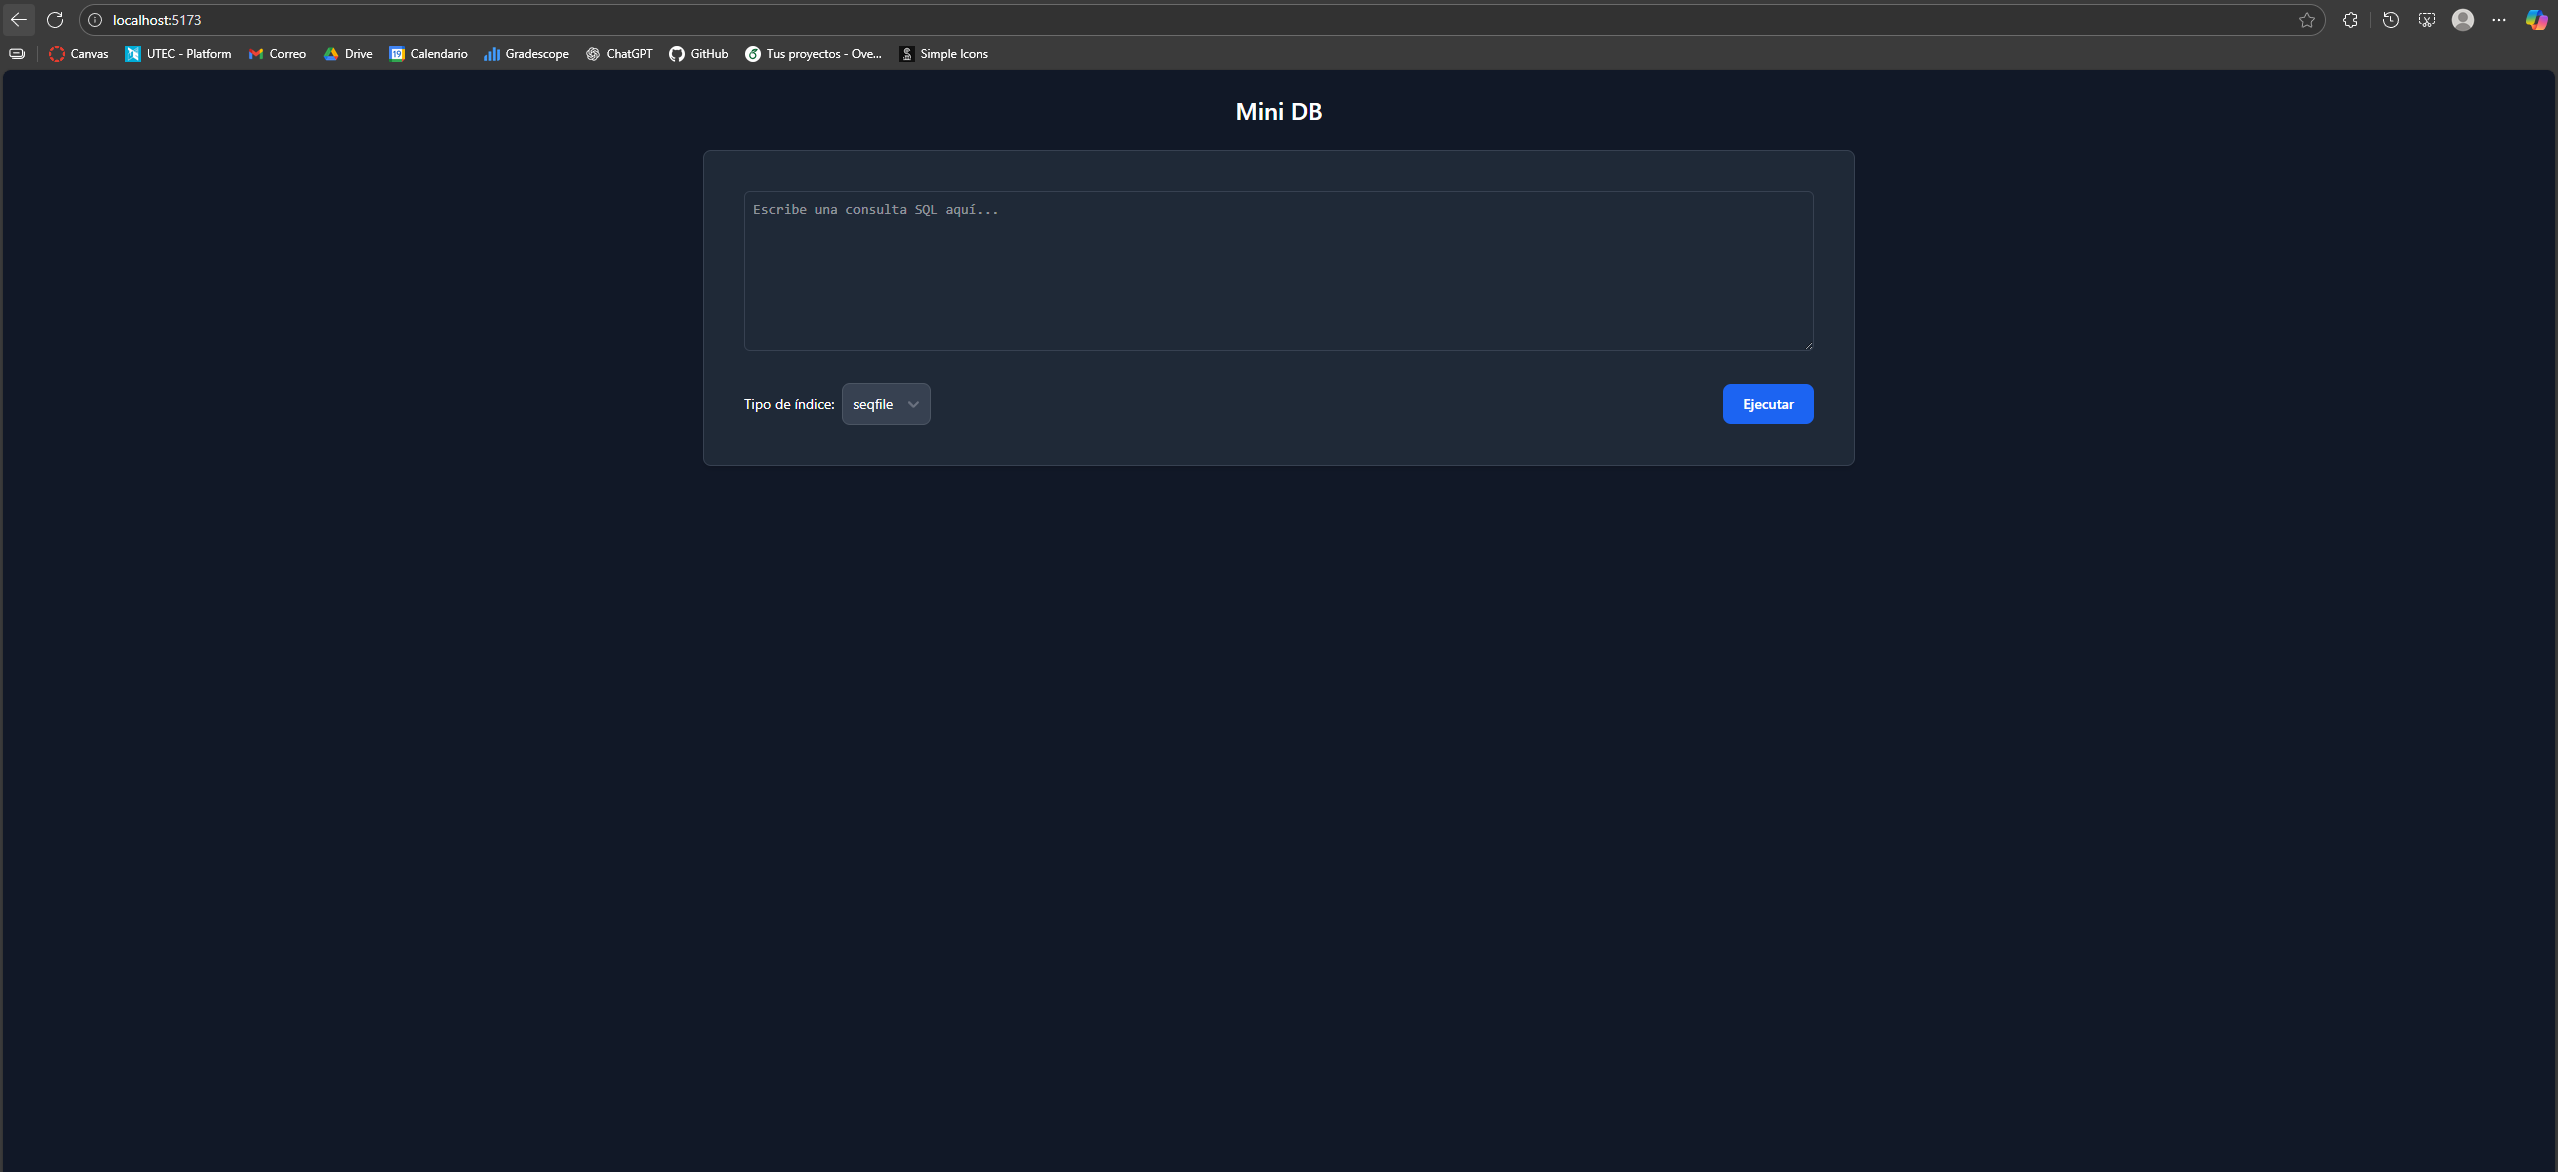 localhost:5173
Canvas UTEC - Platform Correo Drive 19 Calendario Gradescope ChatGPT GitHub Tus proyectos - Ove... Simple Icons
Mini DB
Escribe una consulta SQL aquí...
Tipo de índice: seqfile Ejecutar